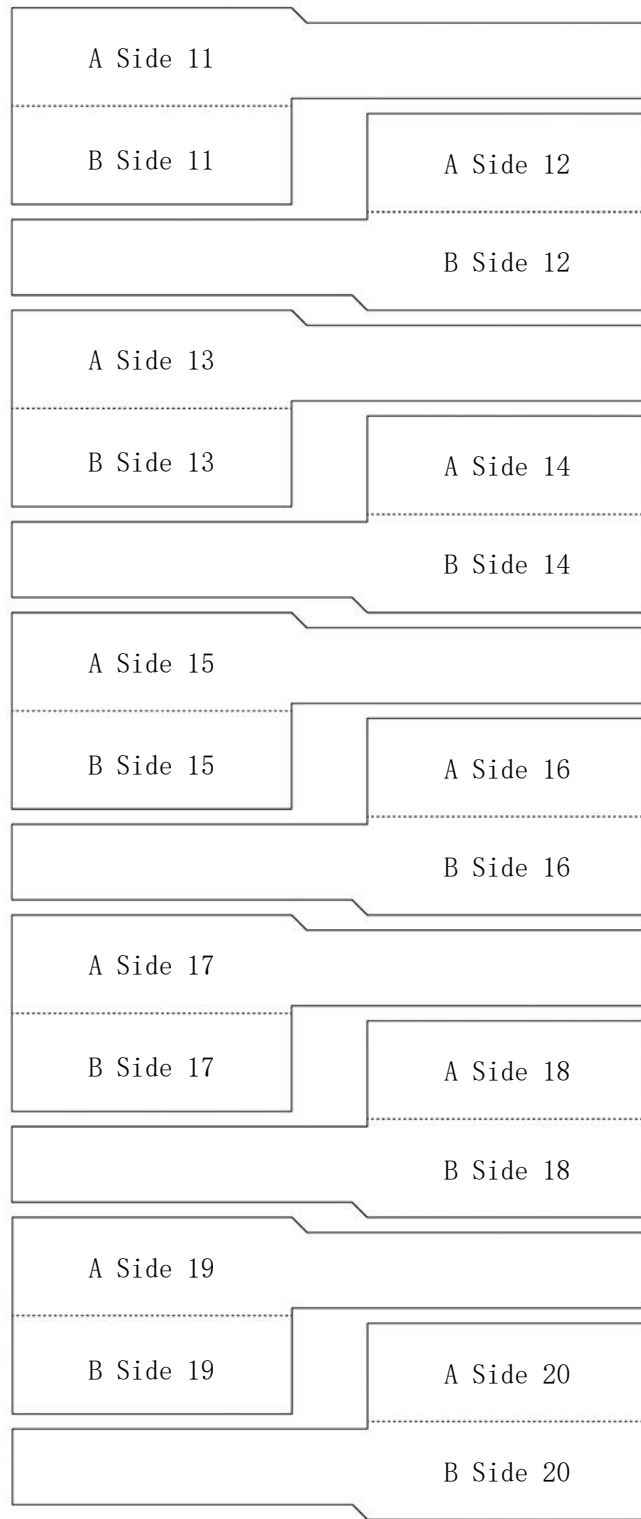 A Side 11
B Side 11
A Side 12
B Side 12
A Side 13
B Side 13
A Side 14
B Side 14
A Side 15
B Side 15
A Side 16
B Side 16
A Side 17
B Side 17
A Side 18
B Side 18
A Side 19
B Side 19
A Side 20
B Side 20